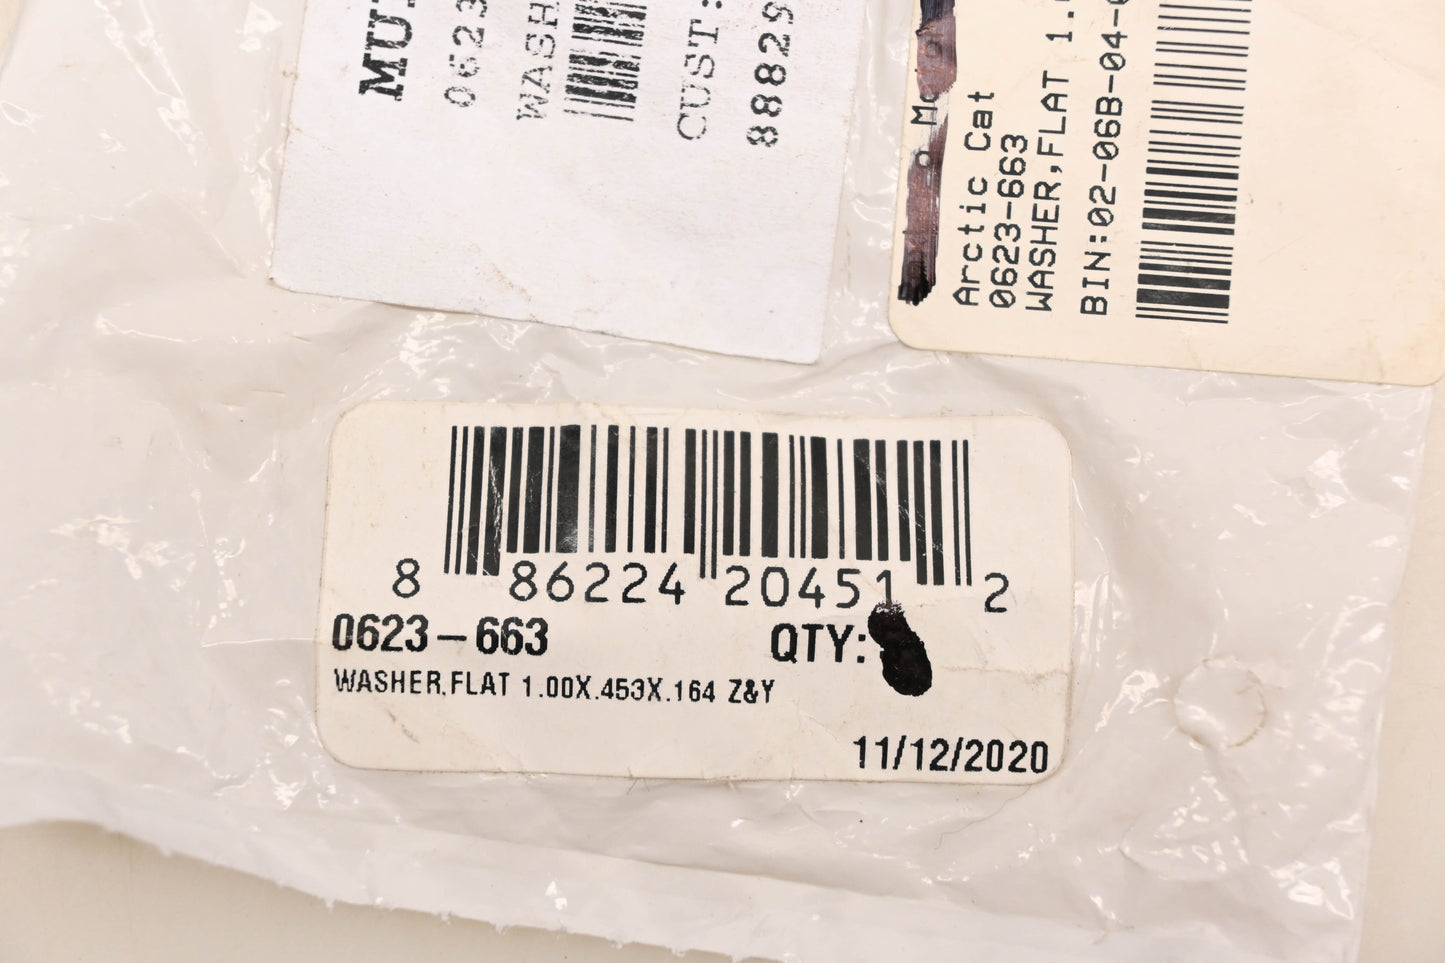 MU
0623
WASH
CUST:
88829
Arctic Cat
0623-663
WASHER,FLAT 1.
BIN:02-06B-04-
8 86224 20451 2
0623-663 QTY:
WASHER,FLAT 1.00X.453X.164 Z&Y
11/12/2020